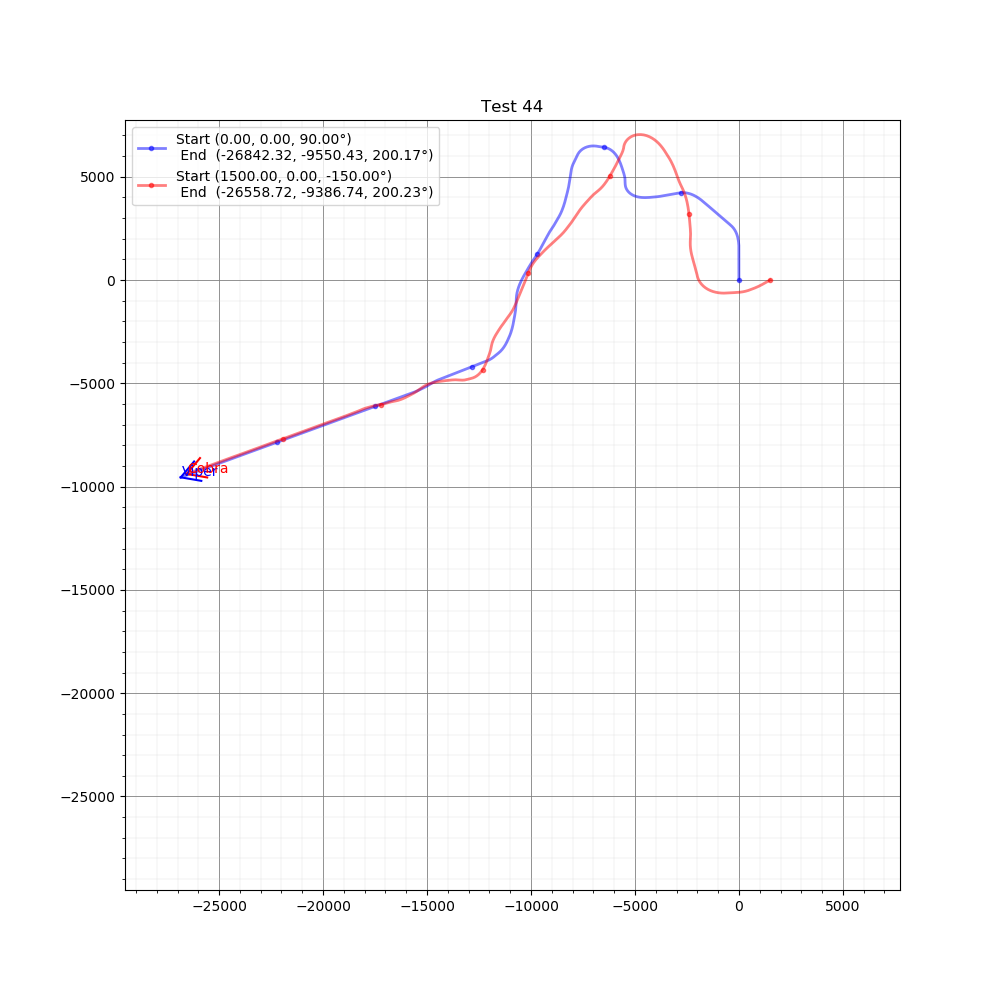 Test 44
Start (0.00, 0.00, 90.00°)
End (-26842.32, -9550.43, 200.17°)
Start (1500.00, 0.00, -150.00°)
End (-26558.72, -9386.74, 200.23°)
5000
0
−5000
−10000
−15000
−20000
−25000
viper
−25000 −20000 −15000 −10000 −5000 0 5000